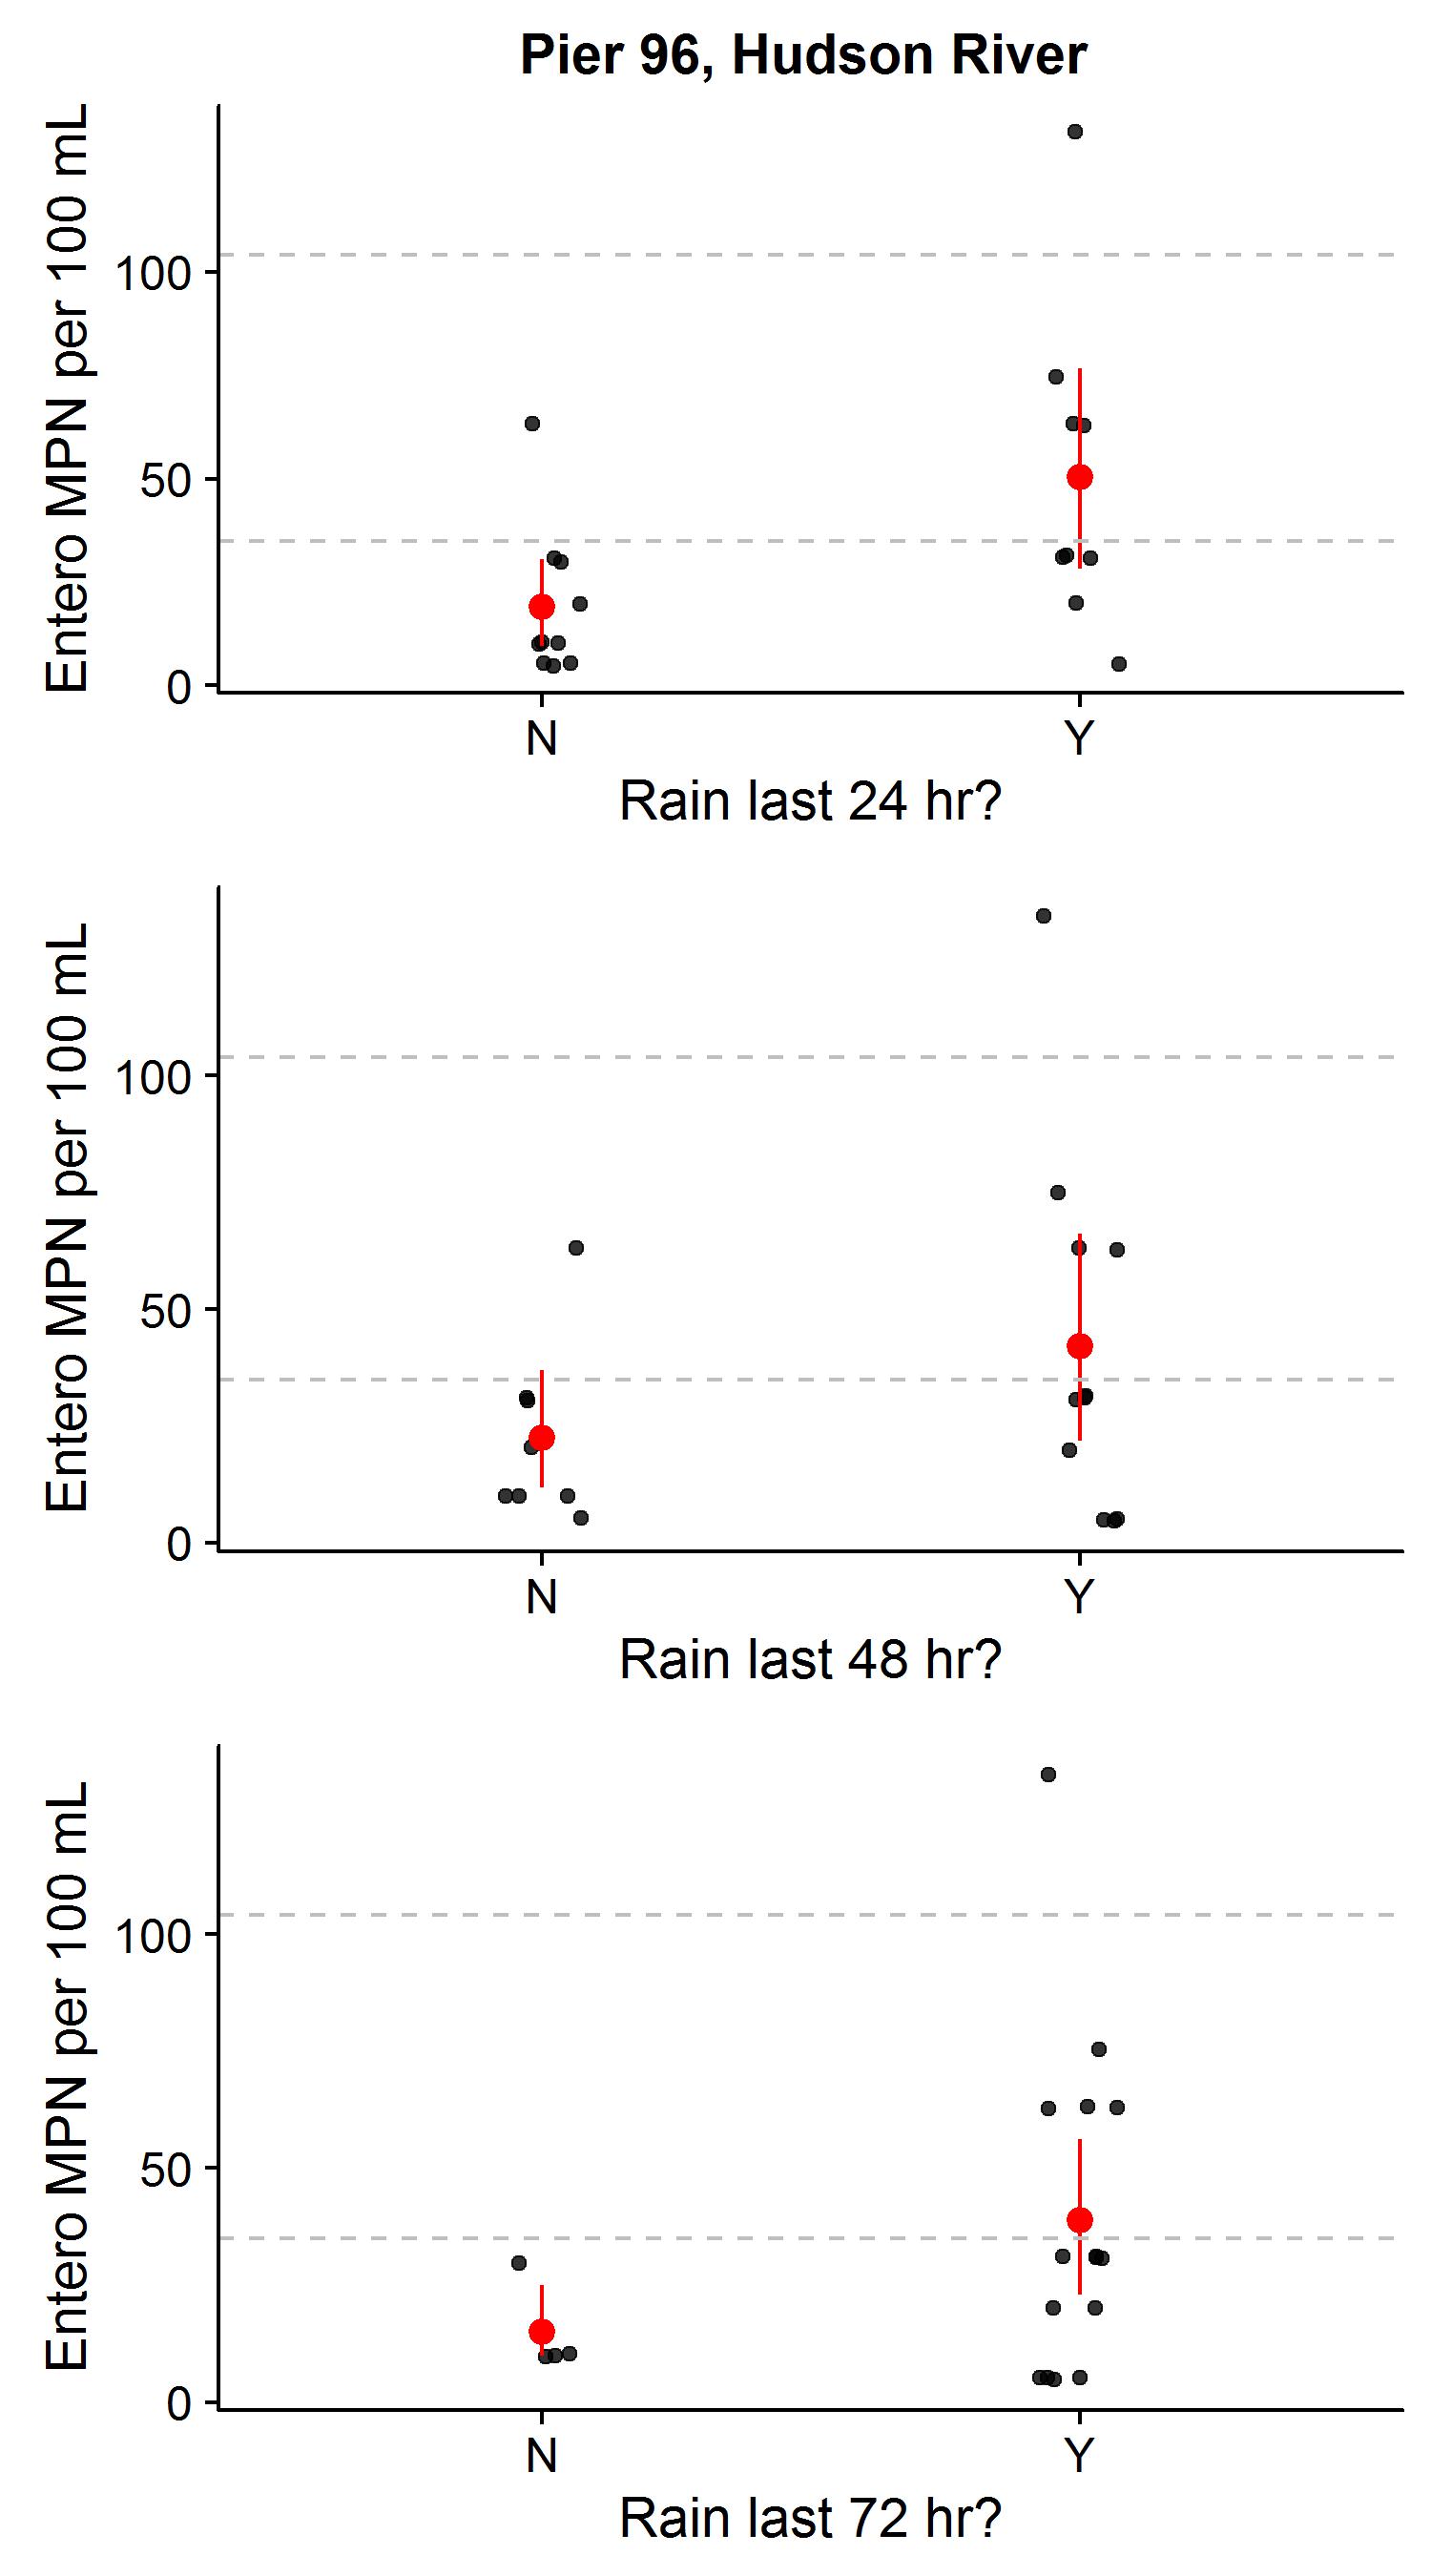 Pier 96, Hudson River
Entero MPN per 100 mL
100
50
0
N Y
Rain last 24 hr?
Entero MPN per 100 mL
100
50
0
N Y
Rain last 48 hr?
Entero MPN per 100 mL
100
50
0
N Y
Rain last 72 hr?